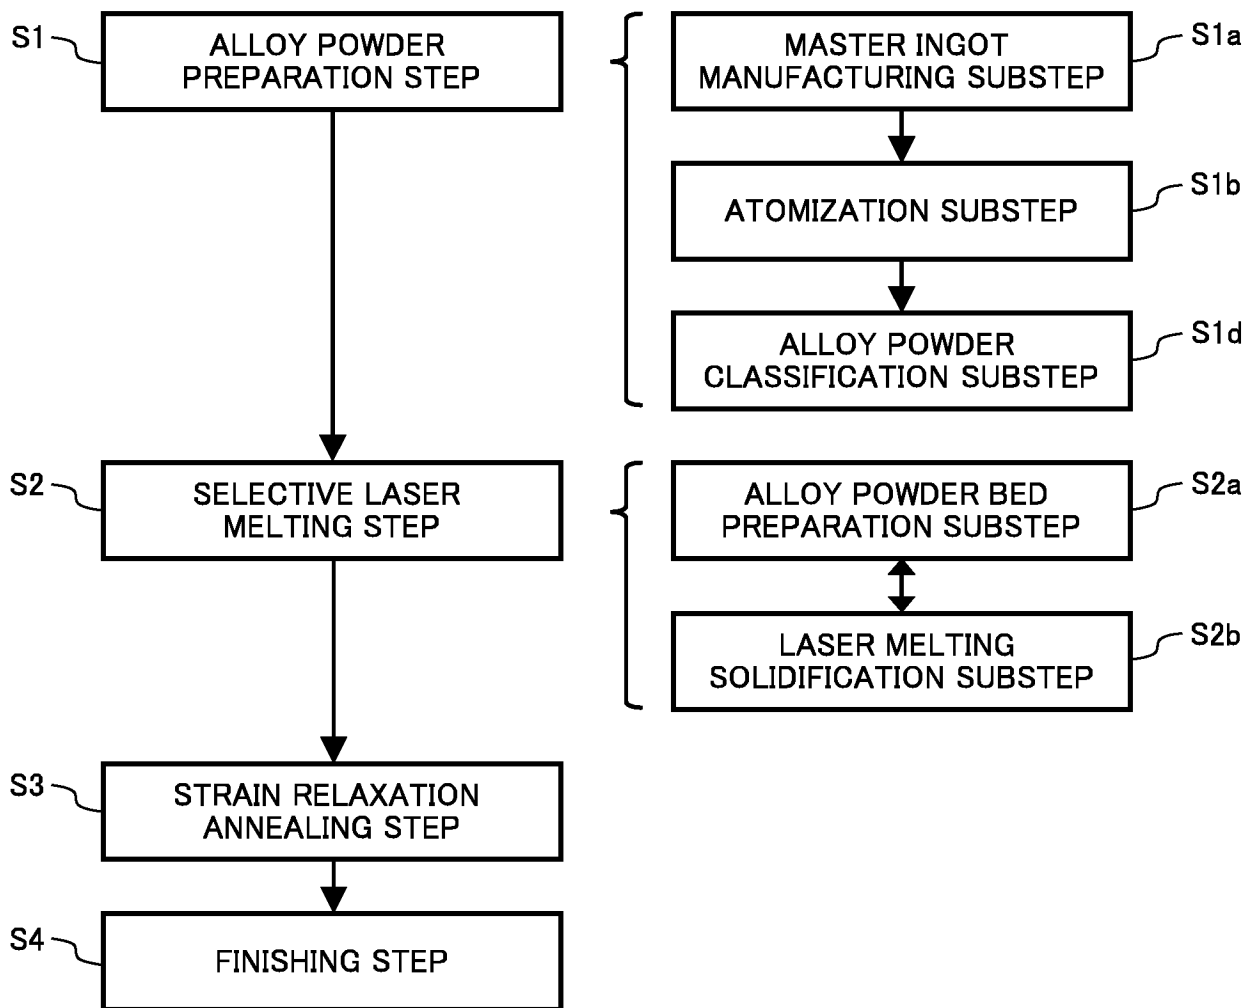 S1
ALLOY POWDER
PREPARATION STEP
MASTER INGOT
MANUFACTURING SUBSTEP
S1a
ATOMIZATION SUBSTEP
S1b
ALLOY POWDER
CLASSIFICATION SUBSTEP
S1d
S2
SELECTIVE LASER
MELTING STEP
ALLOY POWDER BED
PREPARATION SUBSTEP
S2a
LASER MELTING
SOLIDIFICATION SUBSTEP
S2b
S3
STRAIN RELAXATION
ANNEALING STEP
S4
FINISHING STEP